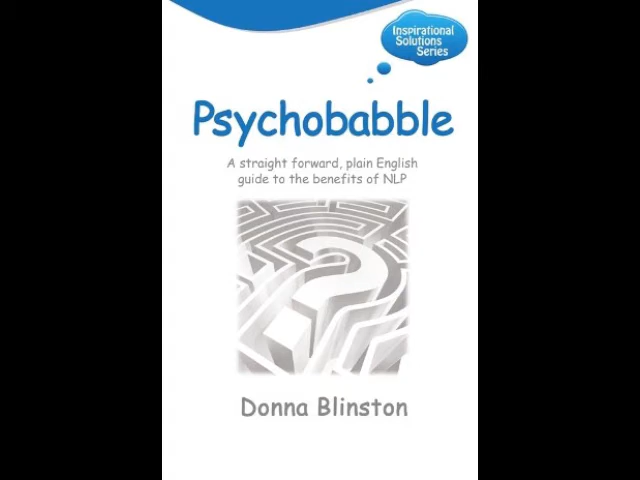 Inspirational
Solutions
Series
Psychobabble
A straight forward, plain English
guide to the benefits of NLP
Donna Blinston